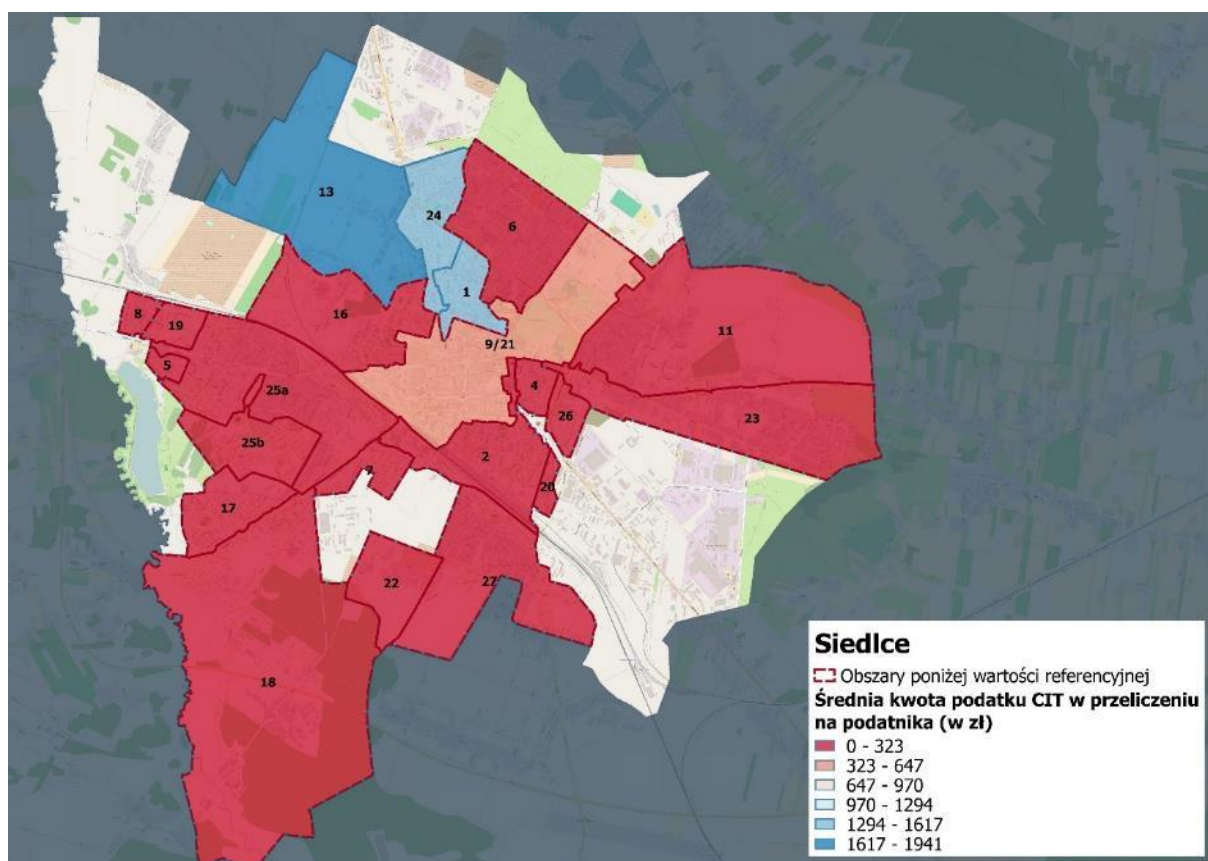 13
24
6
1
8
19
16
11
9/21
5
4
25a
26
23
25b
2
7
20
17
22
27
18
Siedlce
Obszary poniżej wartości referencyjnej
Średnia kwota podatku CIT w przeliczeniu
na podatnika (w zł)
0 - 323
323 - 647
647 - 970
970 - 1294
1294 - 1617
1617 - 1941